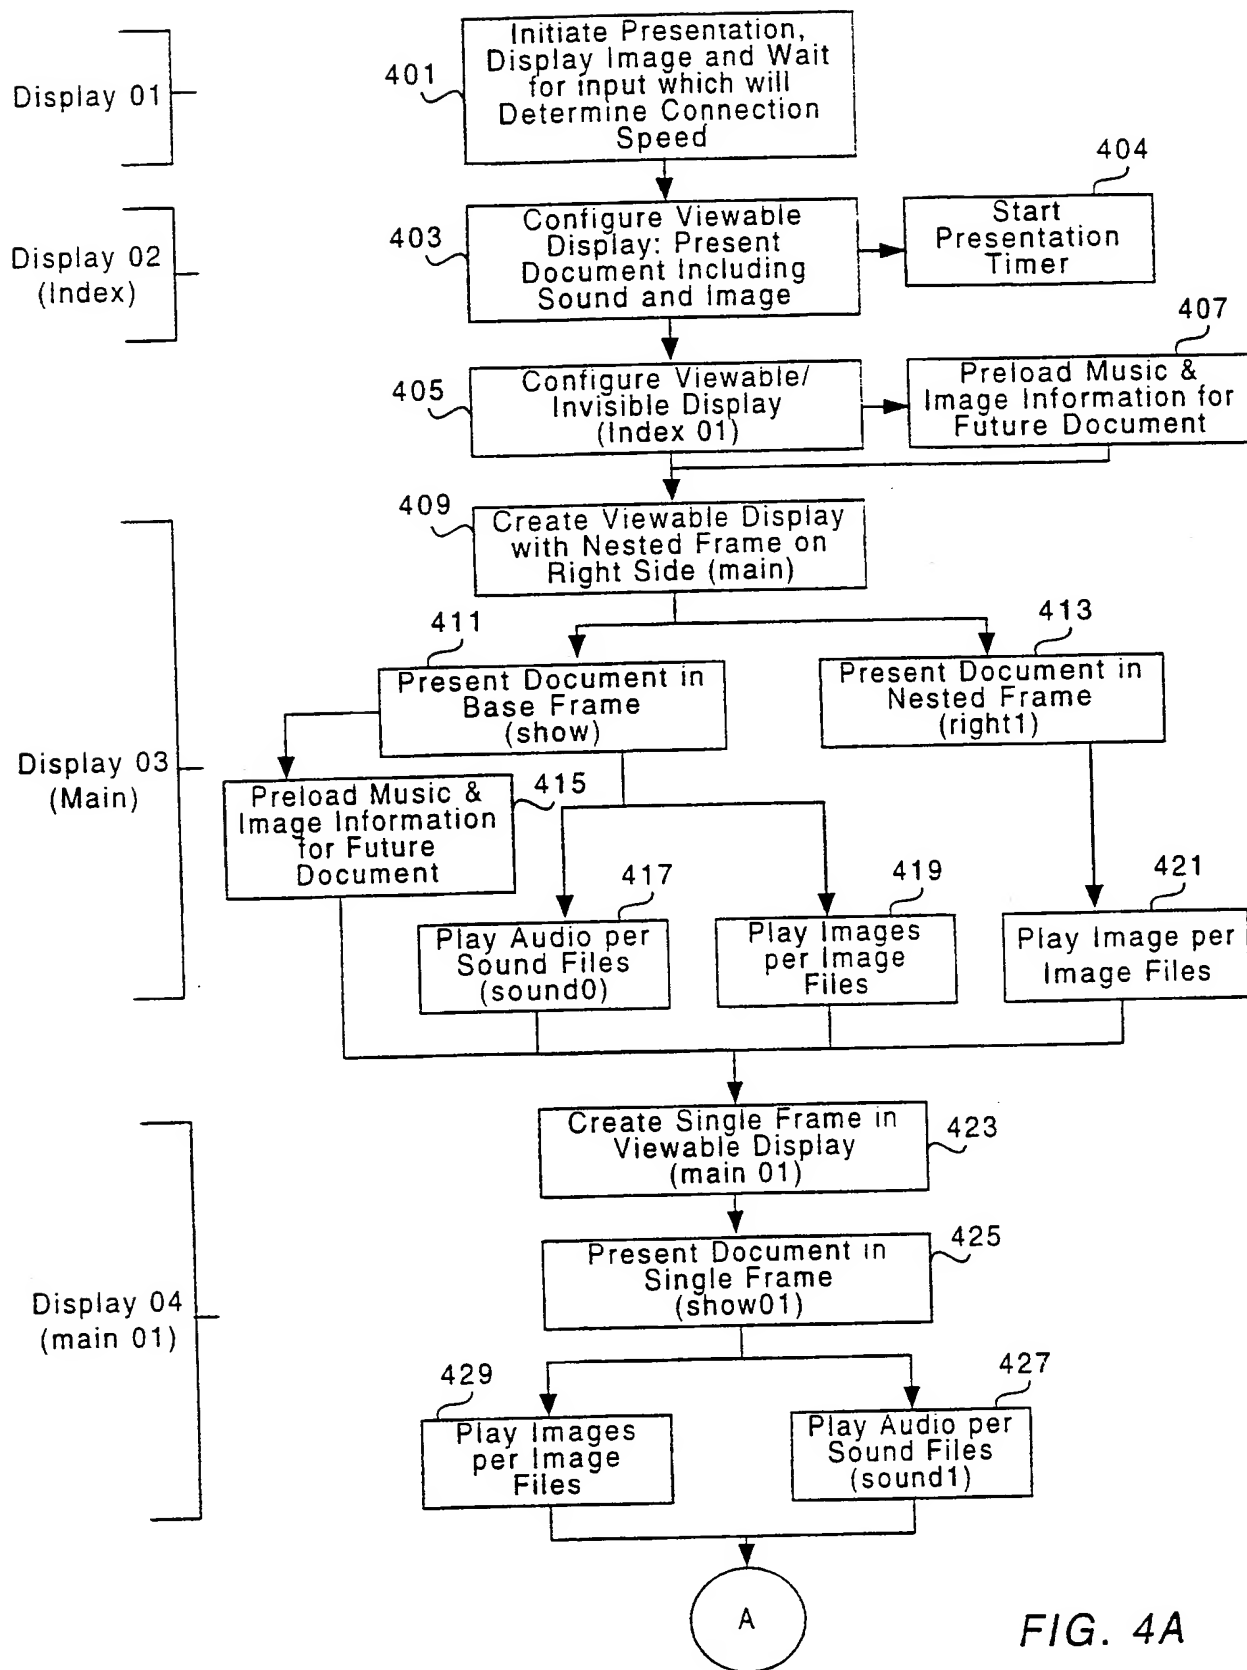 Display 01
401
Initiate Presentation,
Display Image and Wait
for input which will
Determine Connection
Speed
Display 02
(Index)
403
Configure Viewable
Display: Present
Document Including
Sound and Image
404
Start
Presentation
Timer
405
Configure Viewable/
Invisible Display
(Index 01)
407
Preload Music &
Image Information for
Future Document
Display 03
(Main)
409
Create Viewable Display
with Nested Frame on
Right Side (main)
411
Present Document in
Base Frame
(show)
413
Present Document in
Nested Frame
(right1)
415
Preload Music &
Image Information
for Future
Document
417
Play Audio per
Sound Files
(sound0)
419
Play Images
per Image
Files
421
Play Image per
Image Files
Display 04
(main 01)
423
Create Single Frame in
Viewable Display
(main 01)
425
Present Document in
Single Frame
(show01)
429
Play Images
per Image
Files
427
Play Audio per
Sound Files
(sound1)
A
FIG. 4A